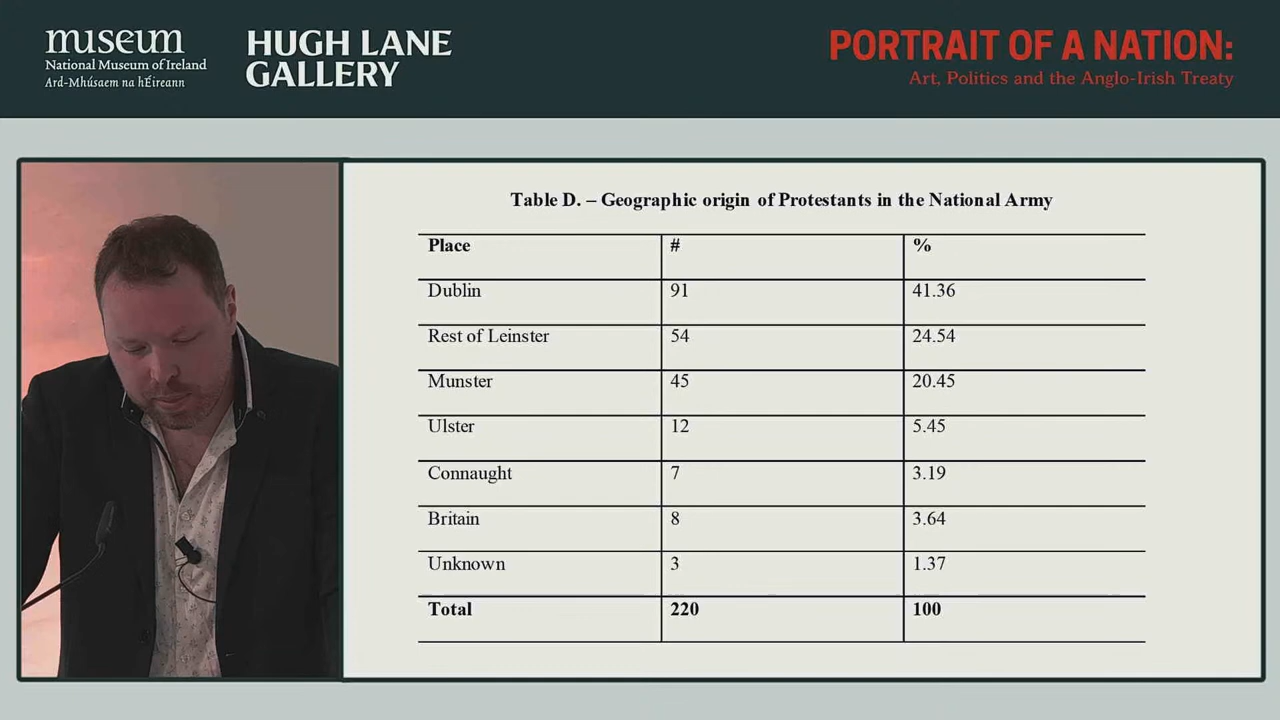 museum
National Museum of Ireland
Ard-Mhúsaem na hÉireann
HUGH LANE
GALLERY
PORTRAIT OF A NATION:
Art, Politics and the Anglo-Irish Treaty
Table D. – Geographic origin of Protestants in the National Army
Place # %
Dublin 91 41.36
Rest of Leinster 54 24.54
Munster 45 20.45
Ulster 12 5.45
Connaught 7 3.19
Britain 8 3.64
Unknown 3 1.37
Total 220 100